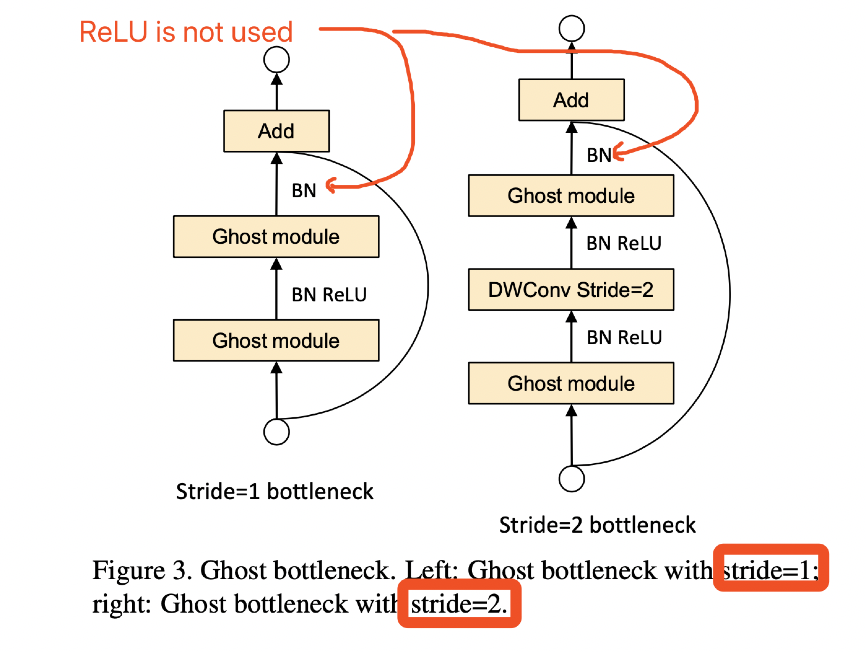 ReLU is not used
Add
BN
Ghost module
BN ReLU
Ghost module
Stride=1 bottleneck
Add
BN
Ghost module
BN ReLU
DWConv Stride=2
BN ReLU
Ghost module
Stride=2 bottleneck
Figure 3. Ghost bottleneck. Left: Ghost bottleneck with stride=1;
right: Ghost bottleneck with stride=2.